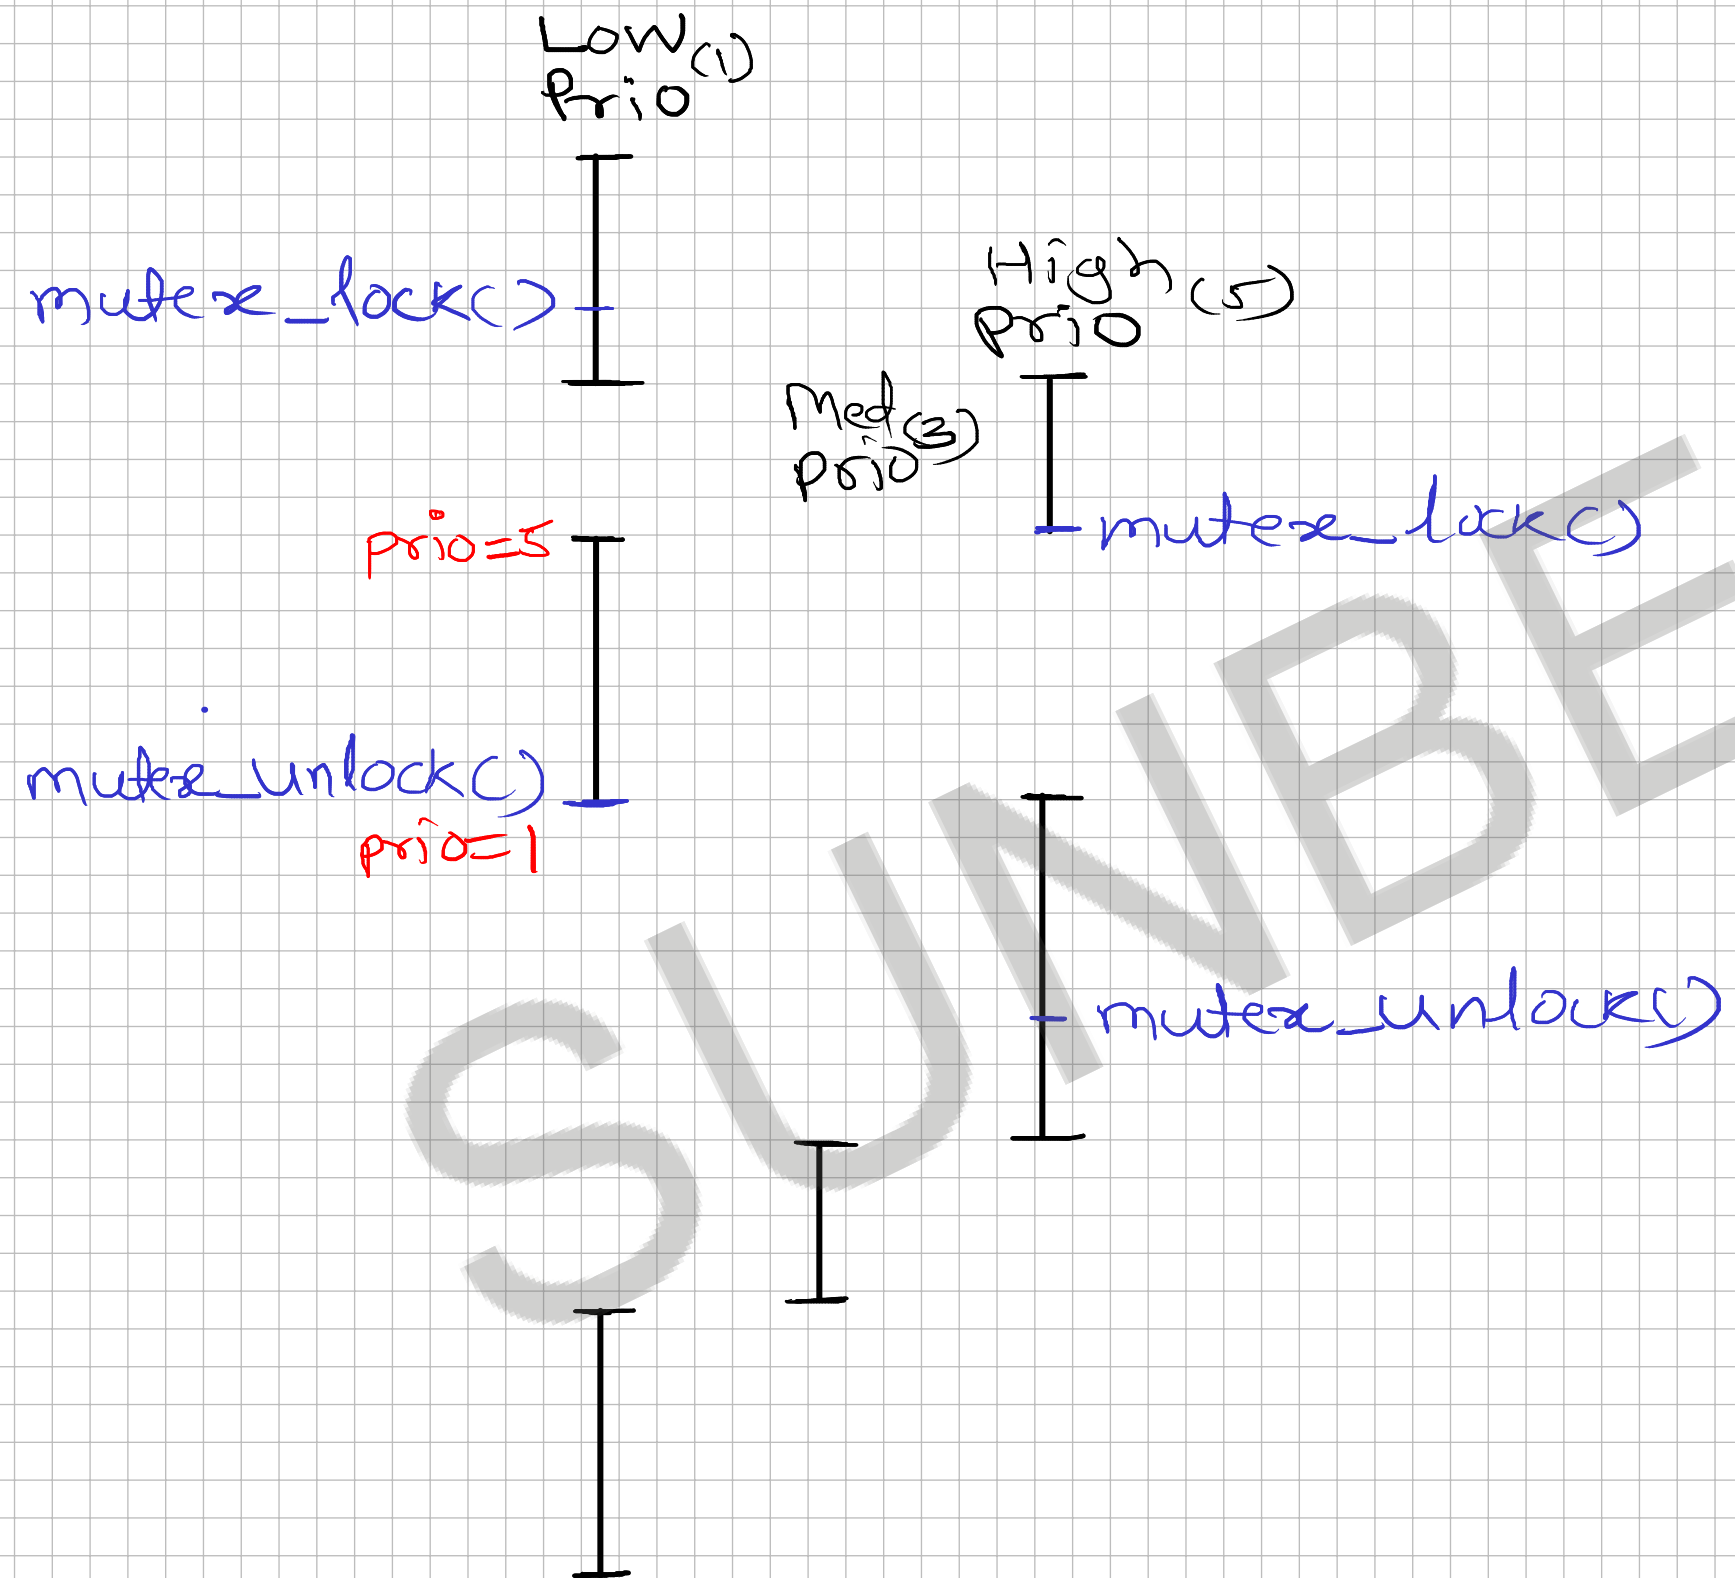 Low (1)
Prio
mutex_lock()
High (5)
Prio
Med (3)
Prio
mutex_lock()
prio=5
mutex_unlock()
prio=1
mutex_unlock()
SUNBE